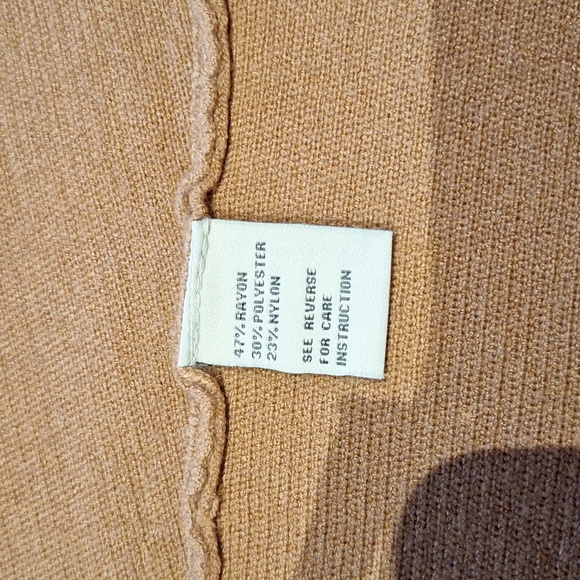 47% RAYON
30% POLYESTER
23% NYLON
SEE REVERSE
FOR CARE
INSTRUCTION